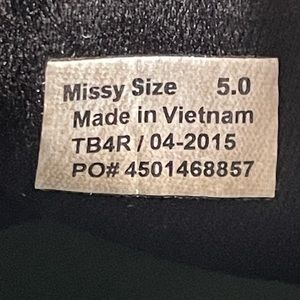 Missy Size 5.0
Made in Vietnam
TB4R / 04-2015
PO# 4501468857